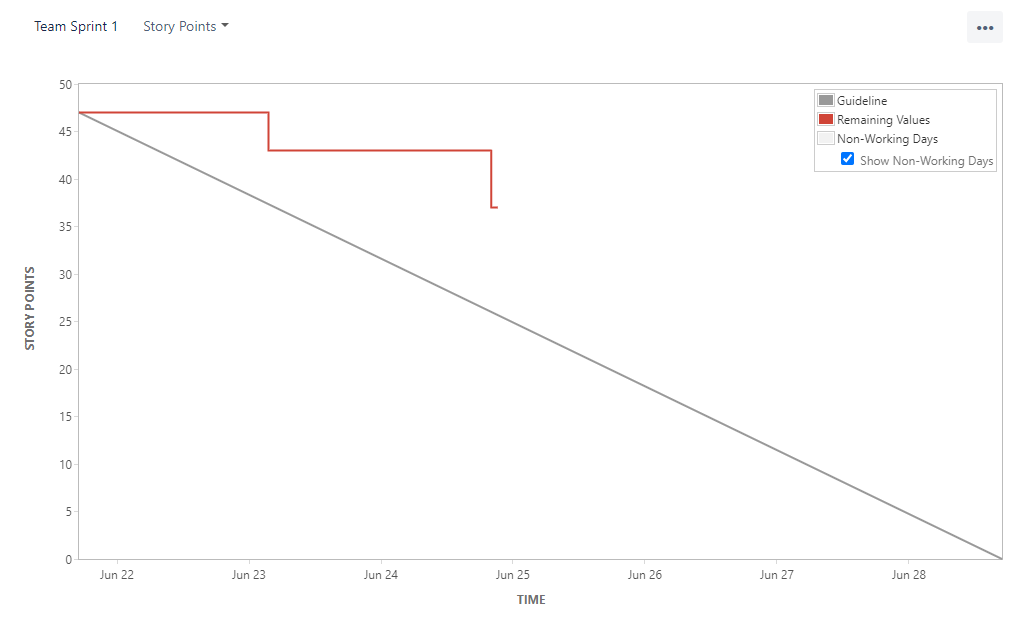 Team Sprint 1 Story Points
50
Guideline
Remaining Values
Non-Working Days
Show Non-Working Days
45
40
35
30
25
20
15
10
5
0
STORY POINTS
Jun 22 Jun 23 Jun 24 Jun 25 Jun 26 Jun 27 Jun 28
TIME